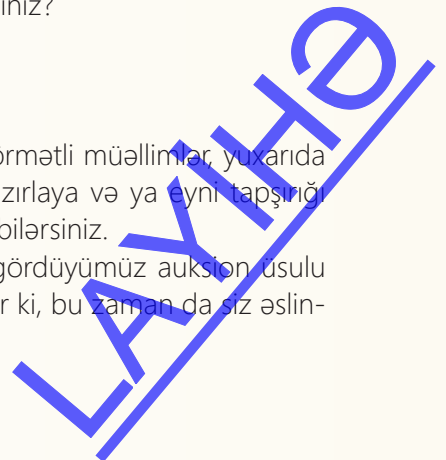 siniz?
örmətli müəllimlər, yuxarıda
zırlaya və ya eyni tapşırığı
bilərsiniz.
gördüyümüz auksion üsulu
r ki, bu zaman da siz əslin-
LAYİHƏ